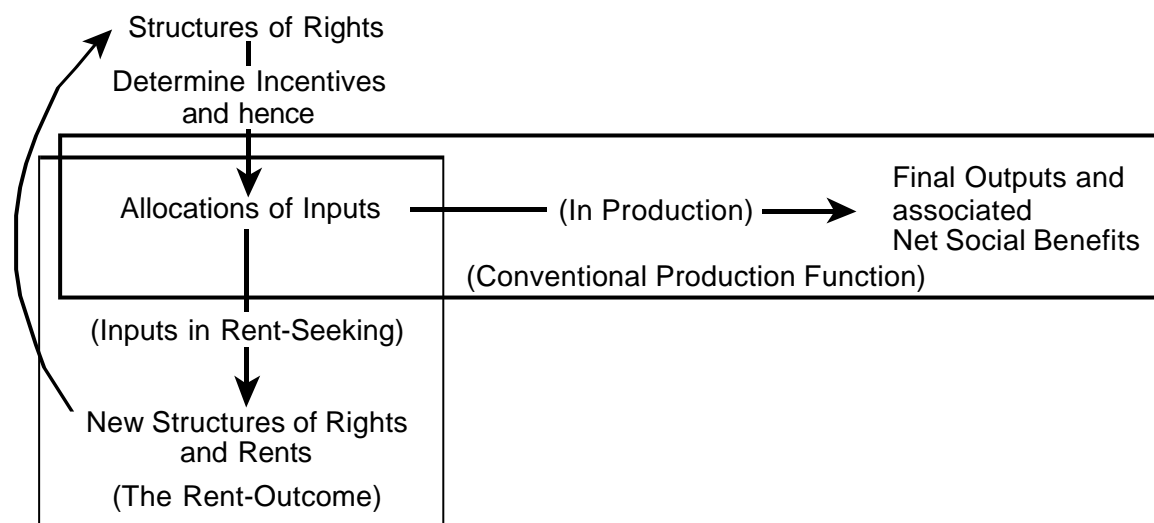 Structures of Rights
Determine Incentives
and hence
Allocations of Inputs
(In Production)
Final Outputs and
associated
Net Social Benefits
(Conventional Production Function)
(Inputs in Rent-Seeking)
New Structures of Rights
and Rents
(The Rent-Outcome)